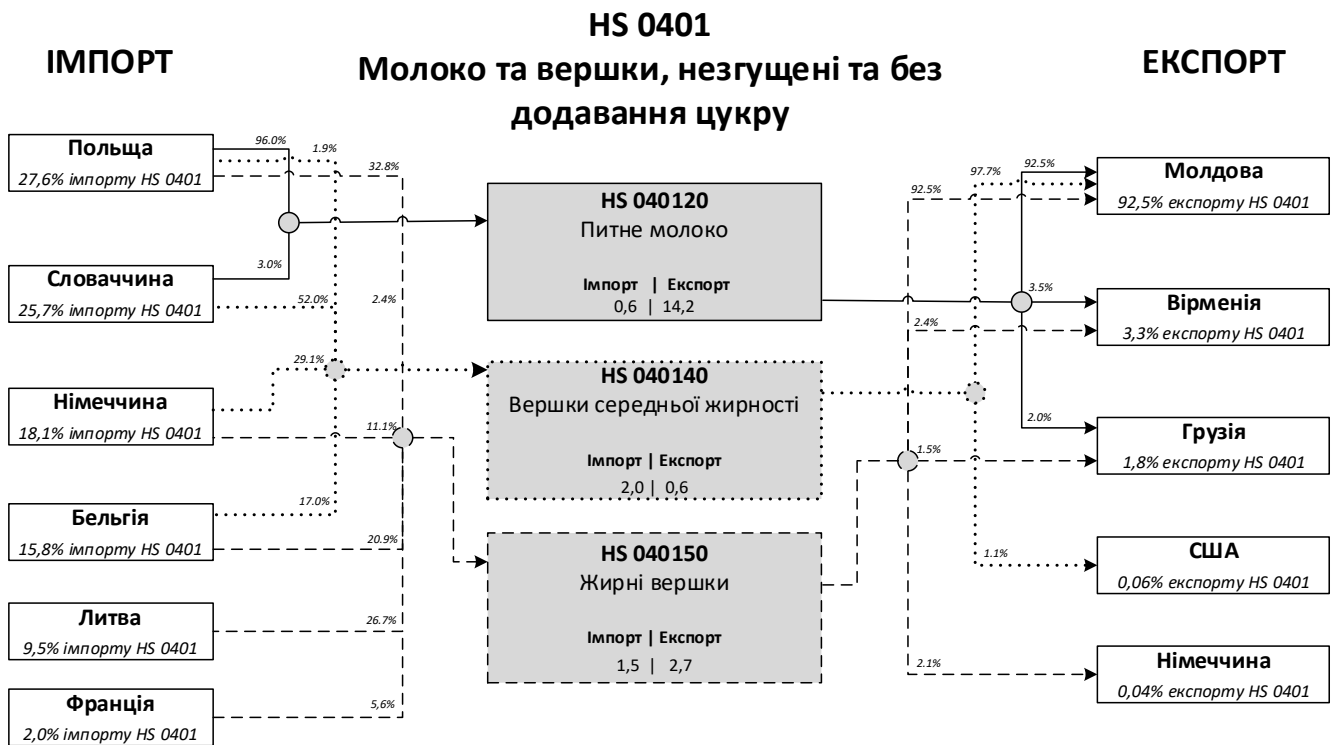 HS 0401
Молоко та вершки, незгущені та без
додавання цукру
ІМПОРТ
ЕКСПОРТ
Польща
27,6% імпорту HS 0401
Словаччина
25,7% імпорту HS 0401
Німеччина
18,1% імпорту HS 0401
Бельгія
15,8% імпорту HS 0401
Литва
9,5% імпорту HS 0401
Франція
2,0% імпорту HS 0401
96.0%
1.9%
32.8%
3.0%
52.0%
2.4%
29.1%
11.1%
17.0%
20.9%
26.7%
5,6%
HS 040120
Питне молоко
Імпорт | Експорт
0,6 | 14,2
HS 040140
Вершки середньої жирності
Імпорт | Експорт
2,0 | 0,6
HS 040150
Жирні вершки
Імпорт | Експорт
1,5 | 2,7
92.5%
97.7%
92.5%
3.5%
2.4%
2.0%
1.5%
1.1%
2.1%
Молдова
92,5% експорту HS 0401
Вірменія
3,3% експорту HS 0401
Грузія
1,8% експорту HS 0401
США
0,06% експорту HS 0401
Німеччина
0,04% експорту HS 0401